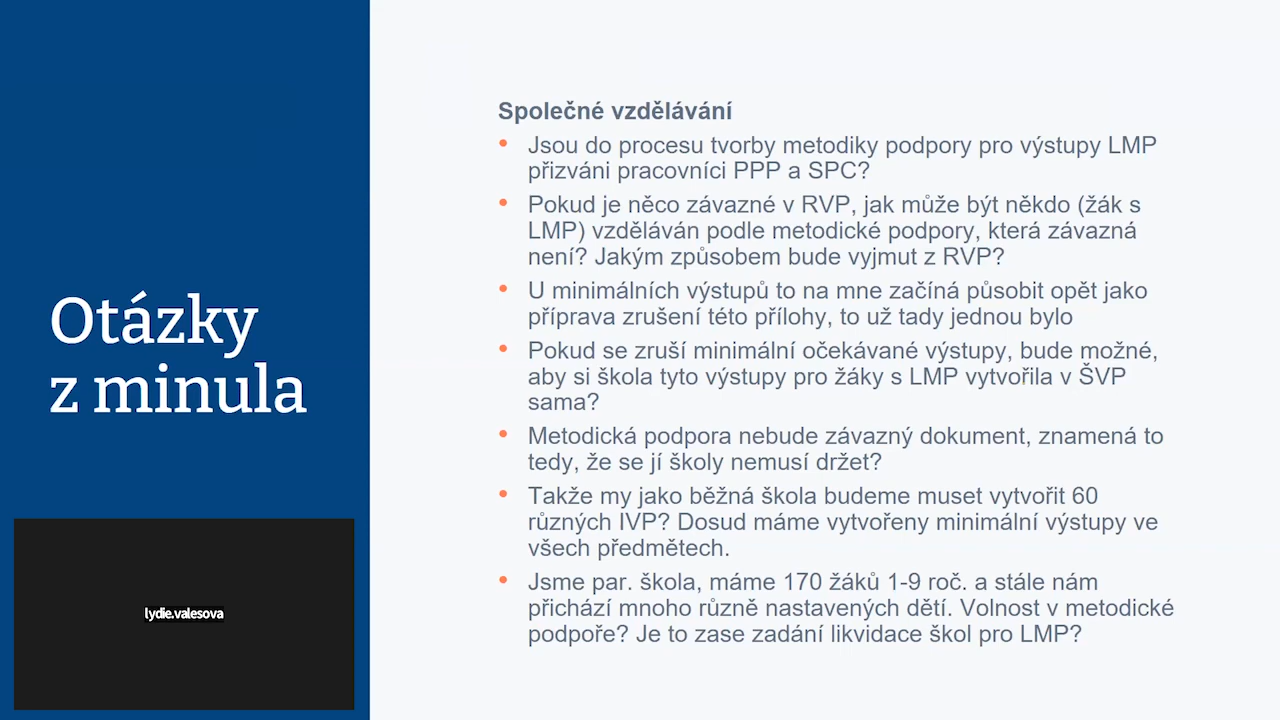 Otázky
z minula
lydie.valesova
Společné vzdělávání
• Jsou do procesu tvorby metodiky podpory pro výstupy LMP
přizváni pracovníci PPP a SPC?
• Pokud je něco závazné v RVP, jak může být někdo (žák s
LMP) vzděláván podle metodické podpory, která závazná
není? Jakým způsobem bude vyjmut z RVP?
• U minimálních výstupů to na mne začíná působit opět jako
příprava zrušení této přílohy, to už tady jednou bylo
• Pokud se zruší minimální očekávané výstupy, bude možné,
aby si škola tyto výstupy pro žáky s LMP vytvořila v ŠVP
sama?
• Metodická podpora nebude závazný dokument, znamená to
tedy, že se jí školy nemusí držet?
• Takže my jako běžná škola budeme muset vytvořit 60
různých IVP? Dosud máme vytvořeny minimální výstupy ve
všech předmětech.
• Jsme par. škola, máme 170 žáků 1-9 roč. a stále nám
přichází mnoho různě nastavených dětí. Volnost v metodické
podpoře? Je to zase zadání likvidace škol pro LMP?